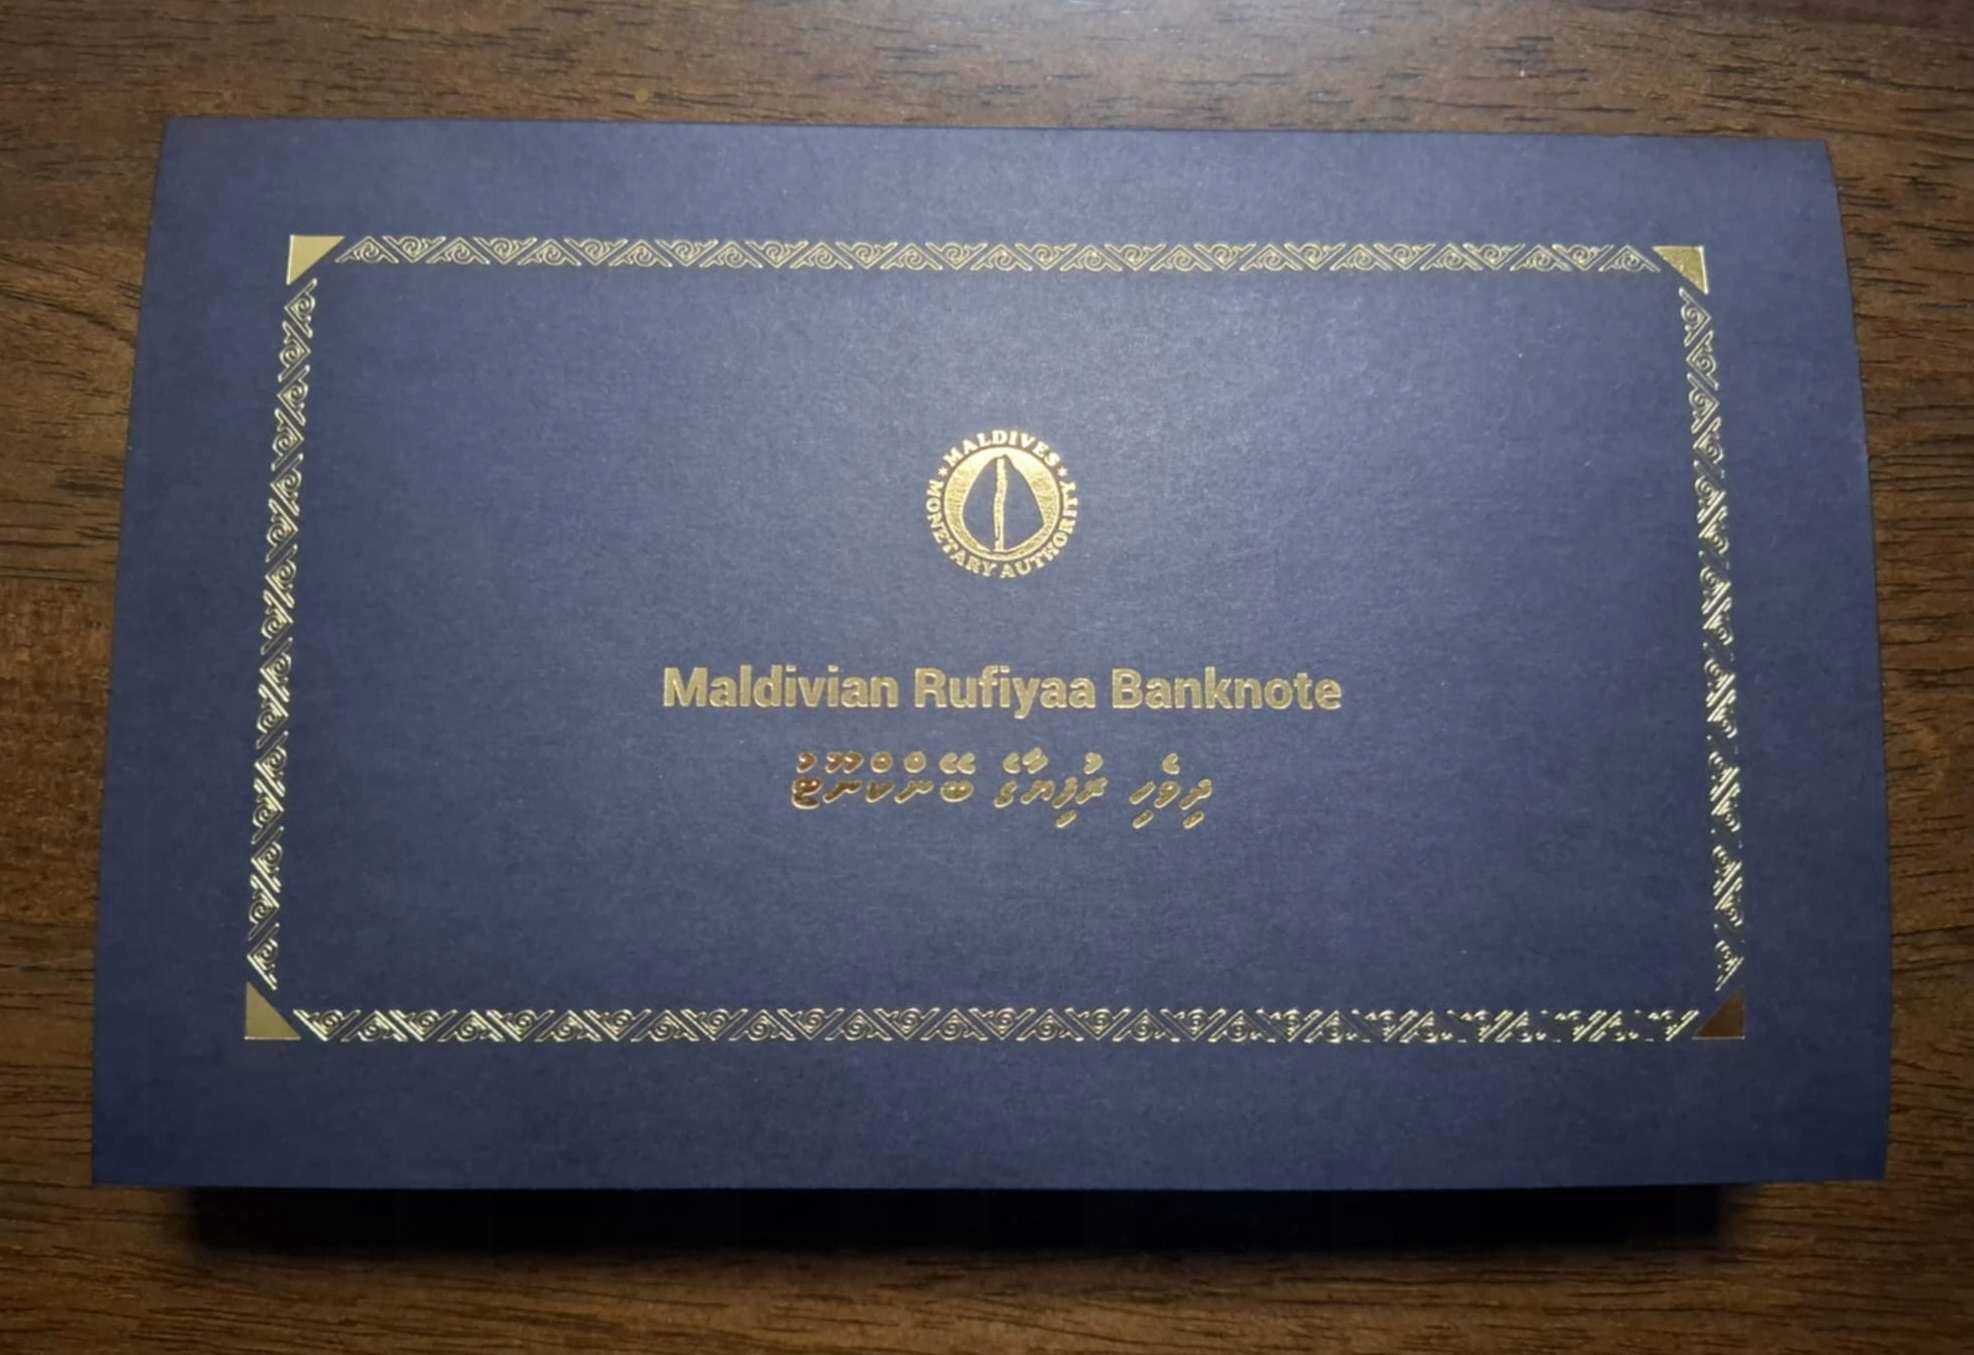 MALDIVES
MONETARY AUTHORITY
Maldivian Rufiyaa Banknote
ދިވެހި ރުފިޔާގެ ބޭންކްނޫޓު